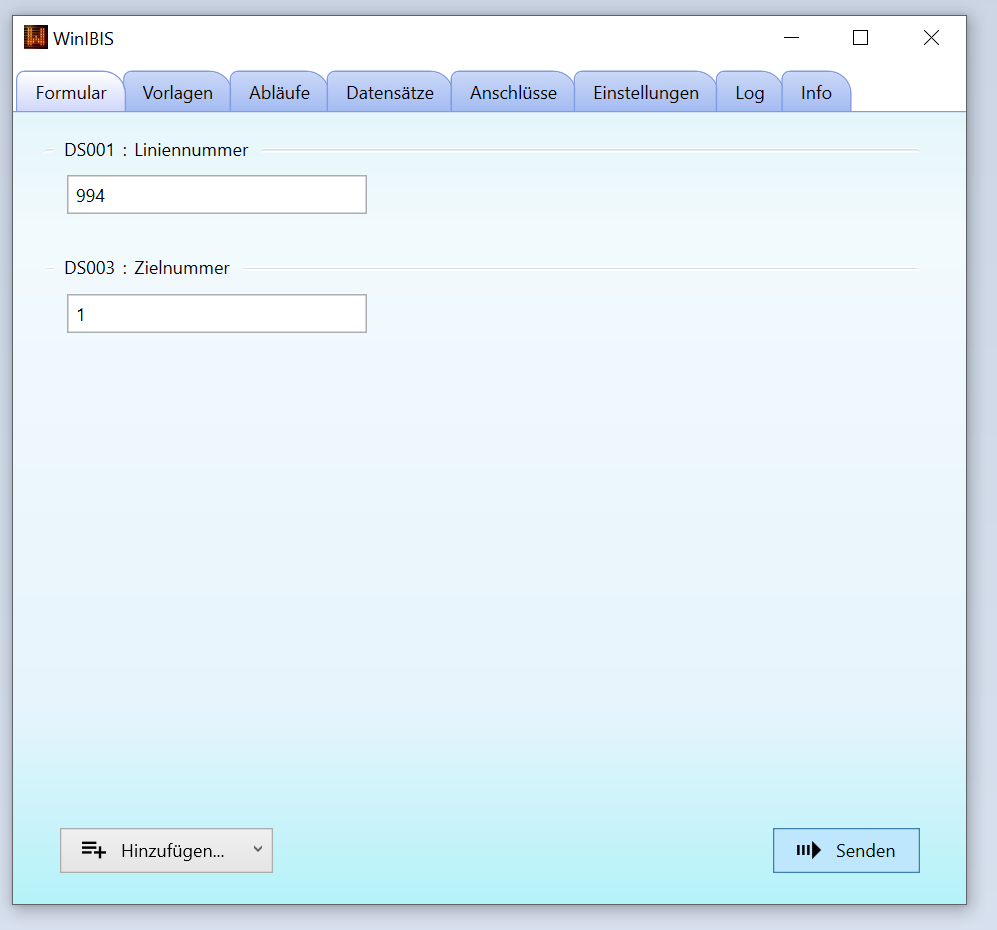 WinIBIS
Formular Vorlagen Abläufe Datensätze Anschlüsse Einstellungen Log Info
DS001 : Liniennummer
994
DS003 : Zielnummer
1
Hinzufügen... Senden